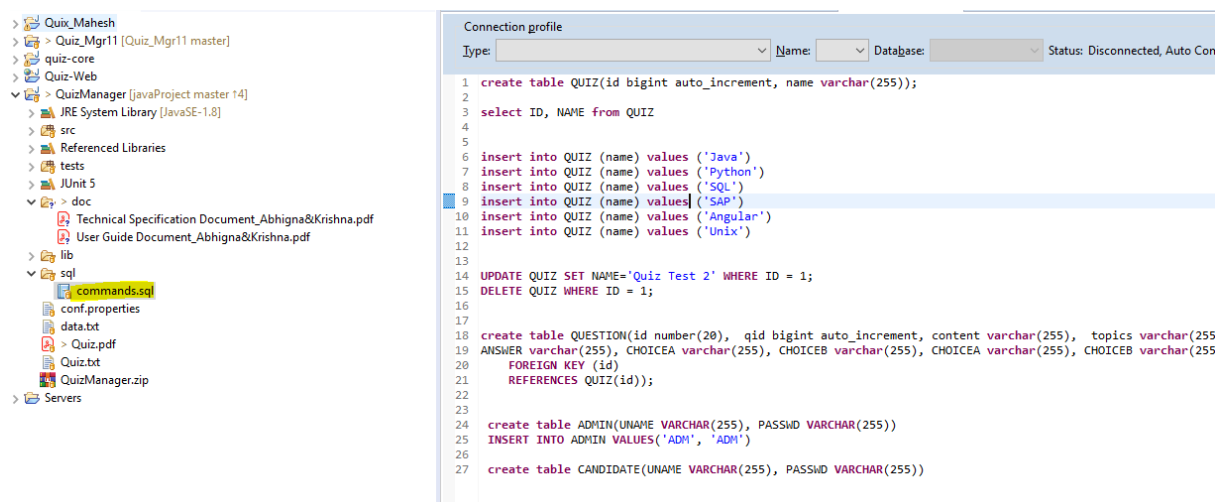 Quix_Mahesh
> Quiz_Mgr11 [Quiz_Mgr11 master]
quiz-core
Quiz-Web
> QuizManager [javaProject master ↑4]
JRE System Library [JavaSE-1.8]
src
Referenced Libraries
tests
JUnit 5
> doc
Technical Specification Document_Abhigna&Krishna.pdf
User Guide Document_Abhigna&Krishna.pdf
lib
sql
commands.sql
conf.properties
data.txt
> Quiz.pdf
Quiz.txt
QuizManager.zip
Servers
Connection profile
Type: Name: Database: Status: Disconnected, Auto Con
1 create table QUIZ(id bigint auto_increment, name varchar(255));
2
3 select ID, NAME from QUIZ
4
5
6 insert into QUIZ (name) values ('Java')
7 insert into QUIZ (name) values ('Python')
8 insert into QUIZ (name) values ('SQL')
9 insert into QUIZ (name) values ('SAP')
10 insert into QUIZ (name) values ('Angular')
11 insert into QUIZ (name) values ('Unix')
12
13
14 UPDATE QUIZ SET NAME='Quiz Test 2' WHERE ID = 1;
15 DELETE QUIZ WHERE ID = 1;
16
17
18 create table QUESTION(id number(20), qid bigint auto_increment, content varchar(255), topics varchar(255
19 ANSWER varchar(255), CHOICEA varchar(255), CHOICEB varchar(255), CHOICEA varchar(255), CHOICEB varchar(255
20 FOREIGN KEY (id)
21 REFERENCES QUIZ(id));
22
23
24 create table ADMIN(UNAME VARCHAR(255), PASSWD VARCHAR(255))
25 INSERT INTO ADMIN VALUES('ADM', 'ADM')
26
27 create table CANDIDATE(UNAME VARCHAR(255), PASSWD VARCHAR(255))